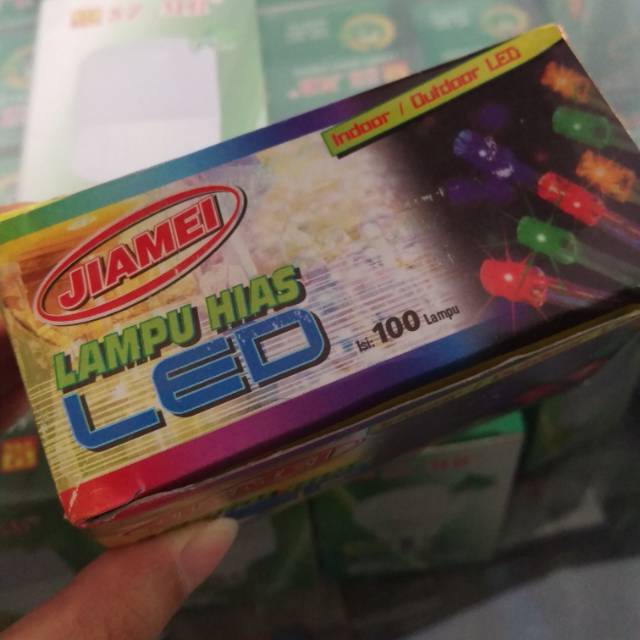 Indoor / Outdoor LED
JIAMEI
LAMPU HIAS
LED
Isi: 100 Lampu